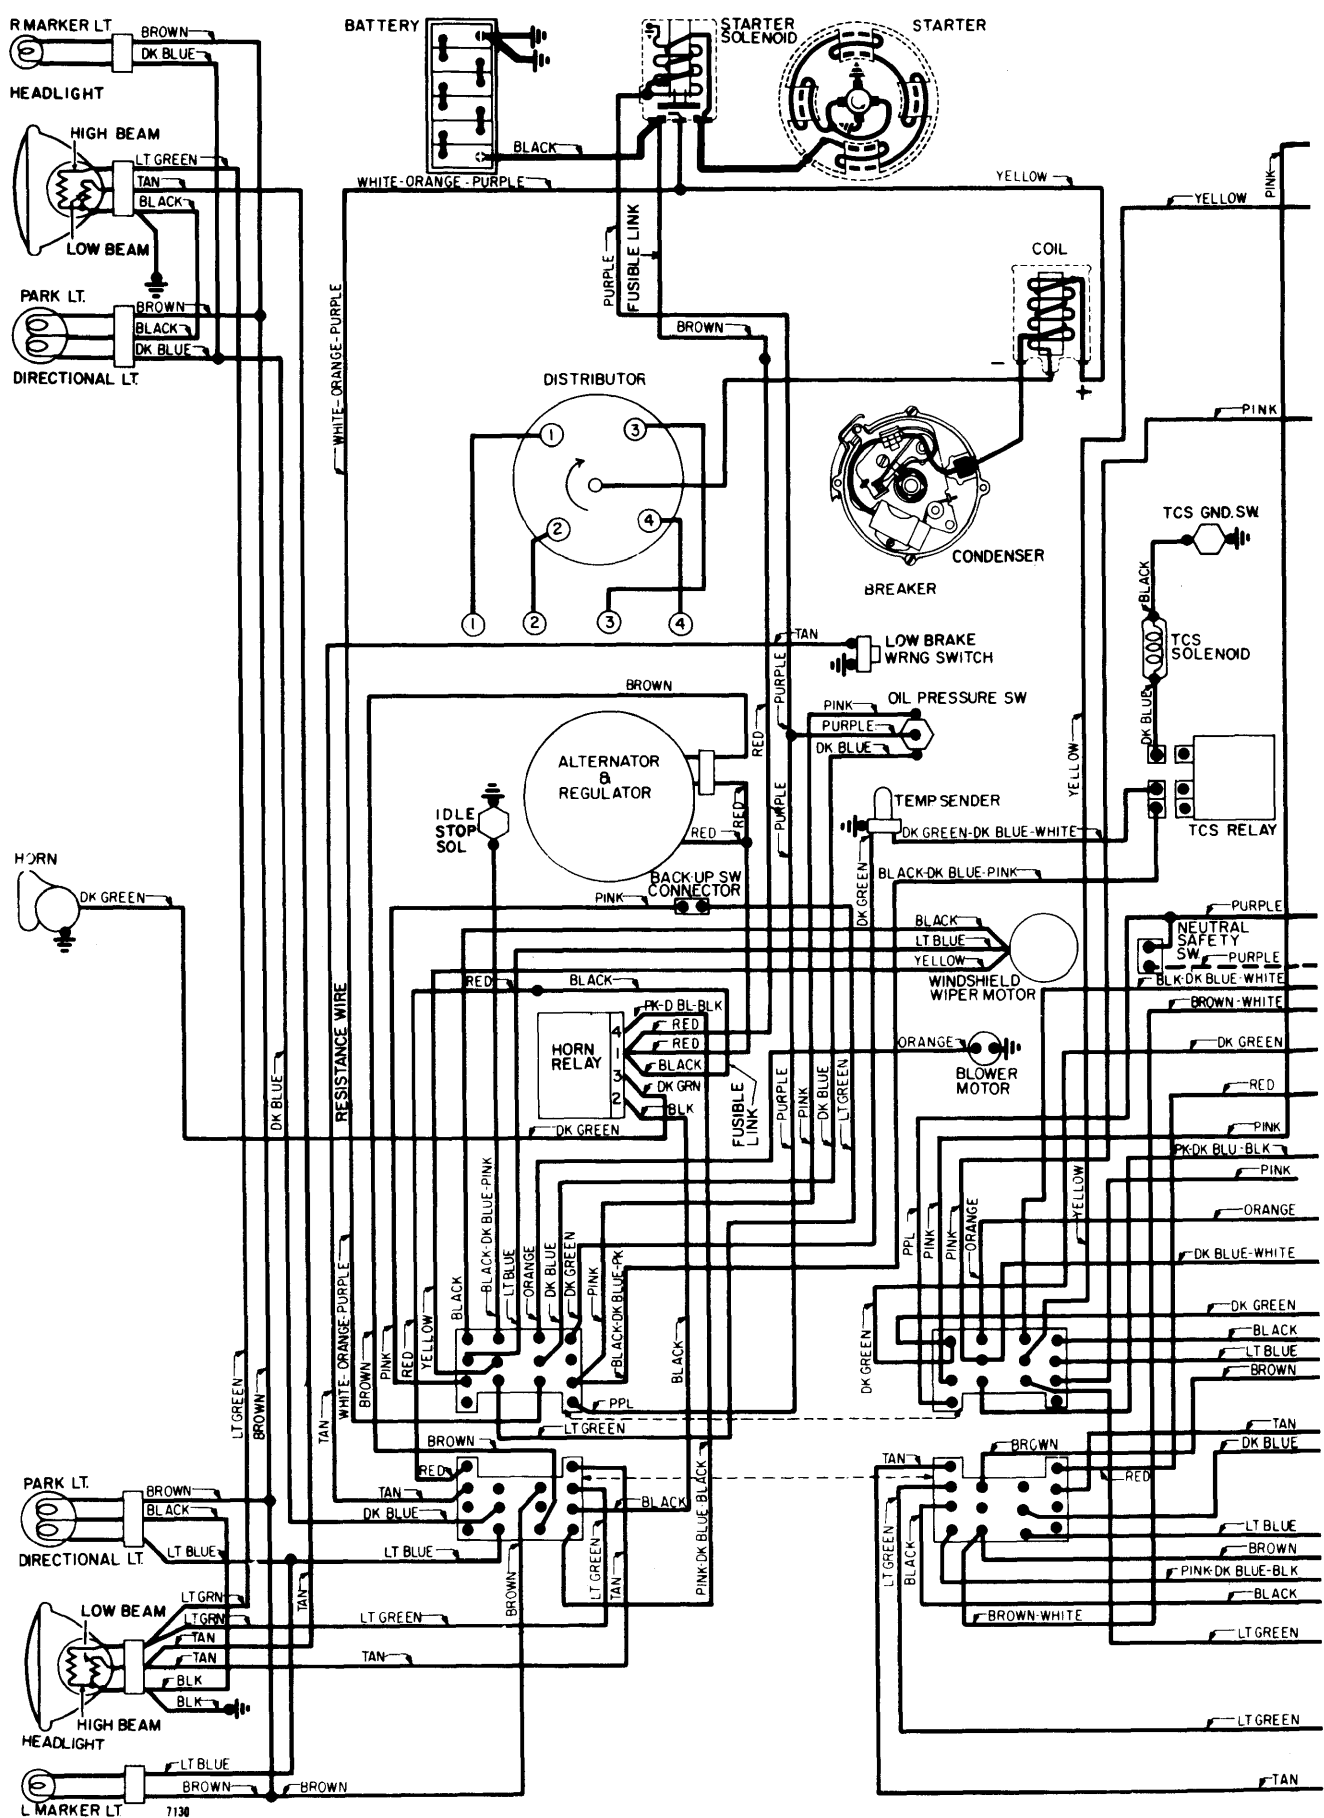 R MARKER LT.
BROWN
DK BLUE
HEADLIGHT
HIGH BEAM
LT GREEN
TAN
BLACK
LOW BEAM
PARK LT.
BROWN
BLACK
DK BLUE
DIRECTIONAL LT.
BATTERY
STARTER
SOLENOID
STARTER
BLACK
WHITE-ORANGE-PURPLE
YELLOW
PINK
YELLOW
PURPLE
FUSIBLE LINK
BROWN
COIL
-
+
WHITE-ORANGE-PURPLE
DISTRIBUTOR
1
3
2
4
1
2
3
4
PINK
CONDENSER
BREAKER
TCS GND. SW.
BLACK
TCS
SOLENOID
DK BLUE
TCS RELAY
TAN
LOW BRAKE
WRNG SWITCH
PURPLE
BROWN
RED
PINK
OIL PRESSURE SW
PURPLE
DK BLUE
YELLOW
ALTERNATOR
&
REGULATOR
RED
RED
PURPLE
IDLE
STOP
SOL
TEMP SENDER
DK GREEN-DK BLUE-WHITE
DK GREEN
BLACK-DK BLUE-PINK
HORN
DK GREEN
BACK-UP SW
CONNECTOR
PINK
BLACK
LT BLUE
YELLOW
WINDSHIELD
WIPER MOTOR
PURPLE
NEUTRAL
SAFETY
SW.
PURPLE
BLK-DK BLUE-WHITE
BROWN-WHITE
RED
BLACK
PK-D BL-BLK
HORN
RELAY
4
1
3
2
RED
RED
BLACK
DK GRN
BLK
DK GREEN
FUSIBLE
LINK
ORANGE
BLOWER
MOTOR
DK GREEN
RED
PINK
PK-DK BLU-BLK
PINK
ORANGE
DK BLUE-WHITE
DK GREEN
BLACK
LT BLUE
BROWN
RESISTANCE WIRE
DK BLUE
PURPLE
PINK
DK BLUE
LT GREEN
WHITE-ORANGE-PURPLE
BROWN
PINK
RED
YELLOW
BLACK
BLACK-DK BLUE-PINK
LT BLUE
ORANGE
DK BLUE
DK GREEN
PINK
BLACK-DK BLUE-PK
BLACK
PPL
PINK
PINK
ORANGE
YELLOW
DK GREEN
LT GREEN
BROWN
TAN
PPL
LT GREEN
BROWN
RED
TAN
DK BLUE
BLACK
PINK-DK BLUE-BLACK
TAN
BROWN
RED
TAN
DK BLUE
LT GREEN
BLACK
LT BLUE
BROWN
PINK-DK BLUE-BLK
BLACK
BROWN-WHITE
LT GREEN
LT GREEN
TAN
PARK LT.
BROWN
BLACK
DIRECTIONAL LT.
LT BLUE
LT BLUE
BROWN
LT GREEN
TAN
TAN
LOW BEAM
LT GRN
LT GRN
LT GREEN
TAN
TAN
TAN
BLK
BLK
HIGH BEAM
HEADLIGHT
LT BLUE
BROWN
BROWN
L MARKER LT
7130